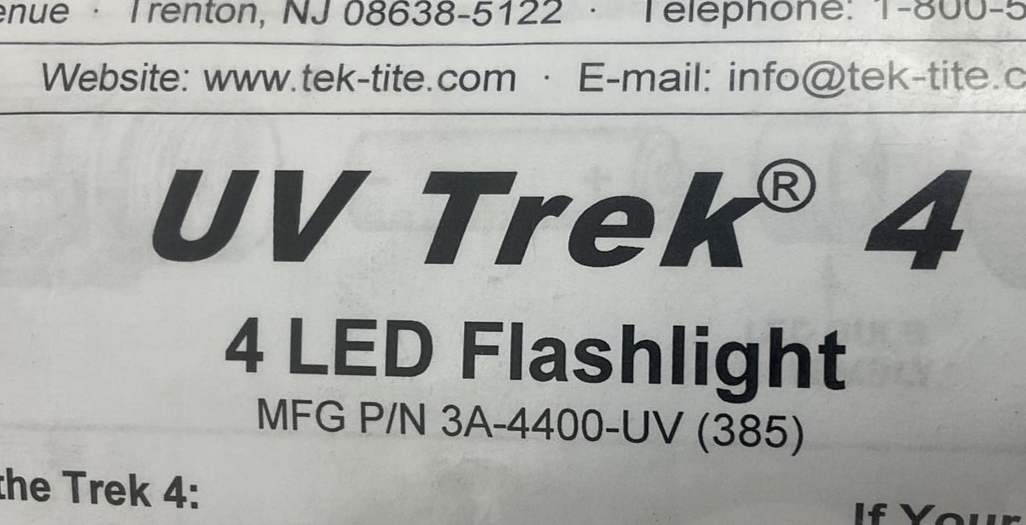 enue · Trenton, NJ 08638-5122 · Telephone: 1-800-5
Website: www.tek-tite.com · E-mail: info@tek-tite.c
UV Trek® 4
4 LED Flashlight
MFG P/N 3A-4400-UV (385)
the Trek 4:
If Your